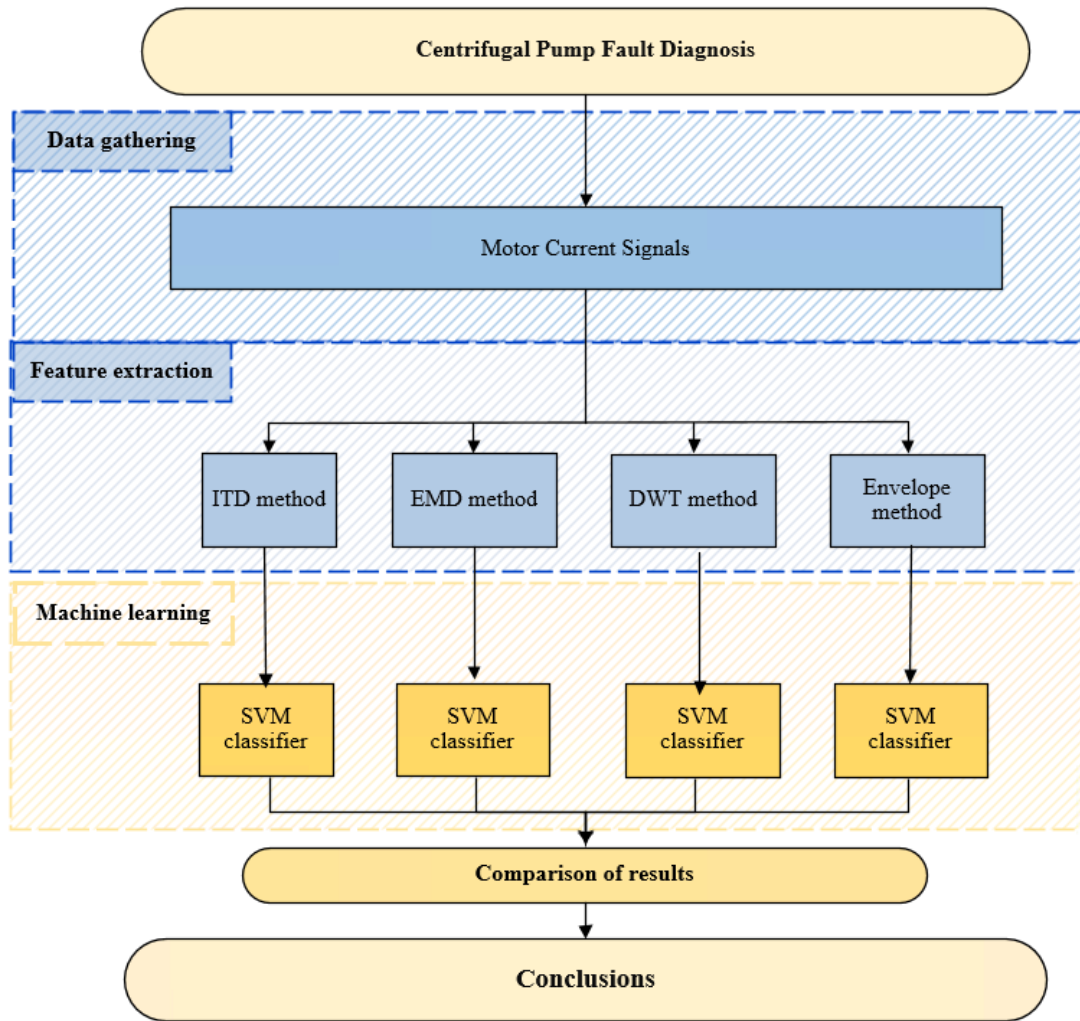 Centrifugal Pump Fault Diagnosis
Data gathering
Motor Current Signals
Feature extraction
ITD method
EMD method
DWT method
Envelope
method
Machine learning
SVM
classifier
SVM
classifier
SVM
classifier
SVM
classifier
Comparison of results
Conclusions